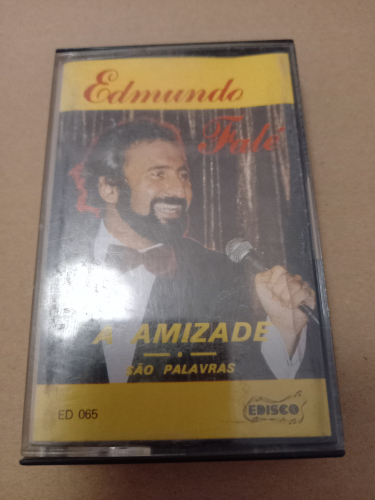 Edmundo
Falé
A AMIZADE
SÃO PALAVRAS
ED 065
EDISCO